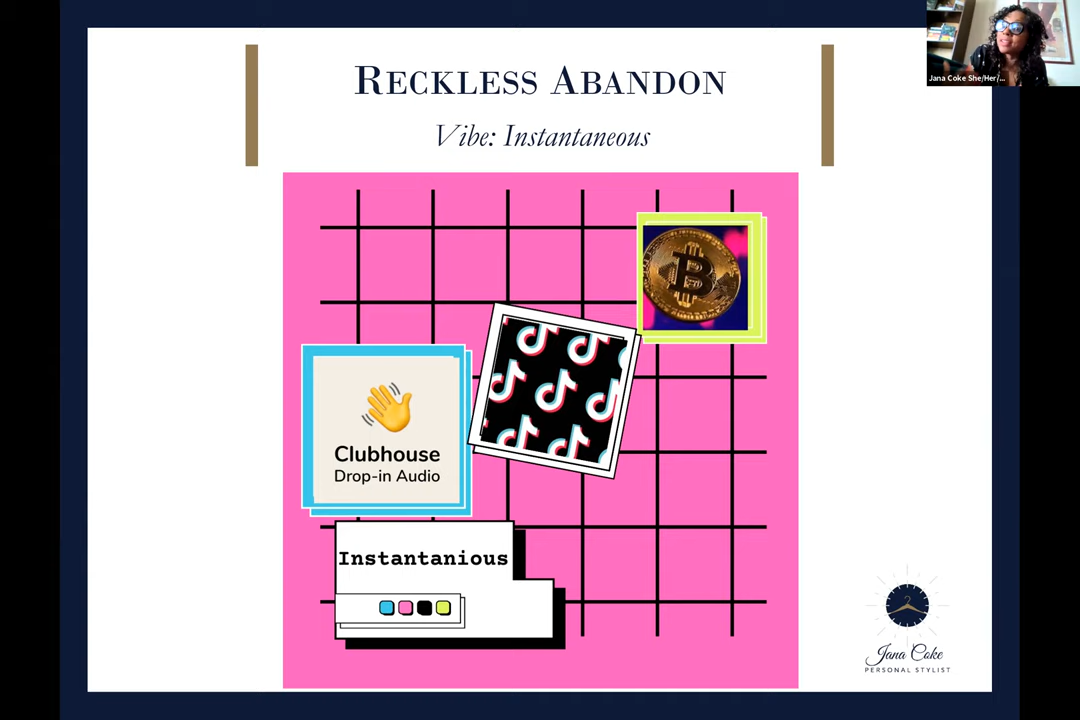 Reckless Abandon
Vibe: Instantaneous
Jana Coke She/Her/...
Clubhouse
Drop-in Audio
Instantanious
Jana Coke
PERSONAL STYLIST